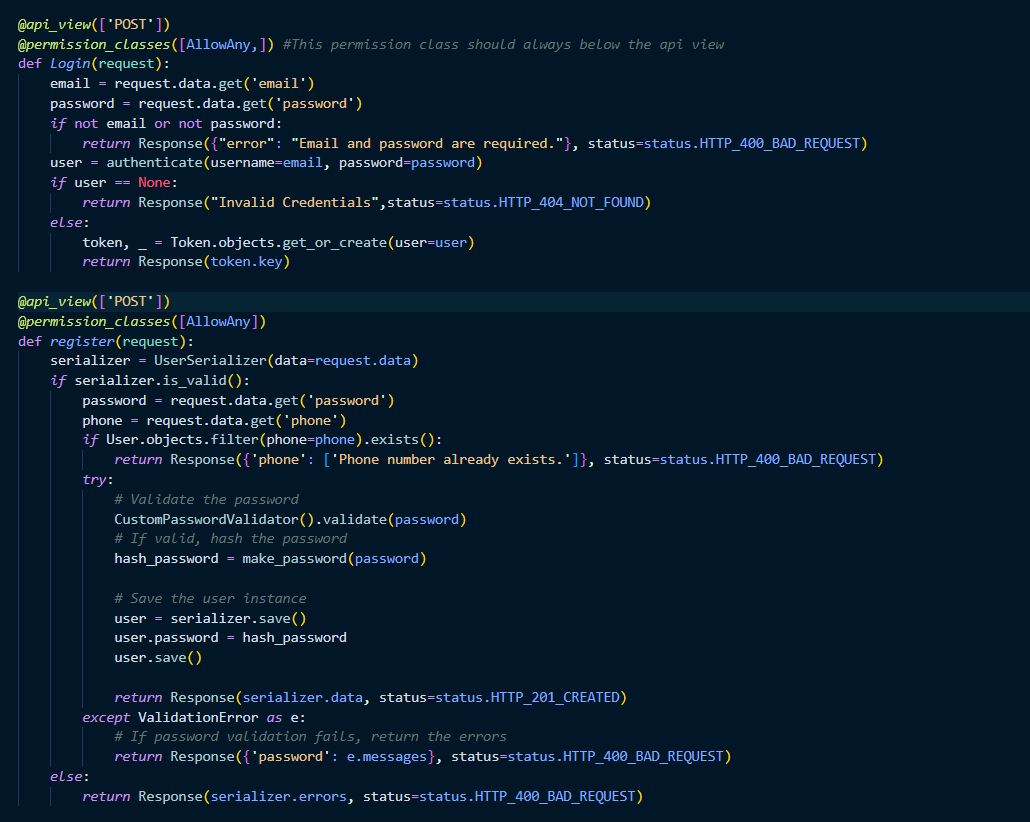 @api_view(['POST'])
@permission_classes([AllowAny,]) #This permission class should always below the api view
def Login(request):
    email = request.data.get('email')
    password = request.data.get('password')
    if not email or not password:
        return Response({"error": "Email and password are required."}, status=status.HTTP_400_BAD_REQUEST)
    user = authenticate(username=email, password=password)
    if user == None:
        return Response("Invalid Credentials",status=status.HTTP_404_NOT_FOUND)
    else:
        token, _ = Token.objects.get_or_create(user=user)
        return Response(token.key)

@api_view(['POST'])
@permission_classes([AllowAny])
def register(request):
    serializer = UserSerializer(data=request.data)
    if serializer.is_valid():
        password = request.data.get('password')
        phone = request.data.get('phone')
        if User.objects.filter(phone=phone).exists():
            return Response({'phone': ['Phone number already exists.']}, status=status.HTTP_400_BAD_REQUEST)
        try:
            # Validate the password
            CustomPasswordValidator().validate(password)
            # If valid, hash the password
            hash_password = make_password(password)

            # Save the user instance
            user = serializer.save()
            user.password = hash_password
            user.save()

            return Response(serializer.data, status=status.HTTP_201_CREATED)
        except ValidationError as e:
            # If password validation fails, return the errors
            return Response({'password': e.messages}, status=status.HTTP_400_BAD_REQUEST)
    else:
        return Response(serializer.errors, status=status.HTTP_400_BAD_REQUEST)